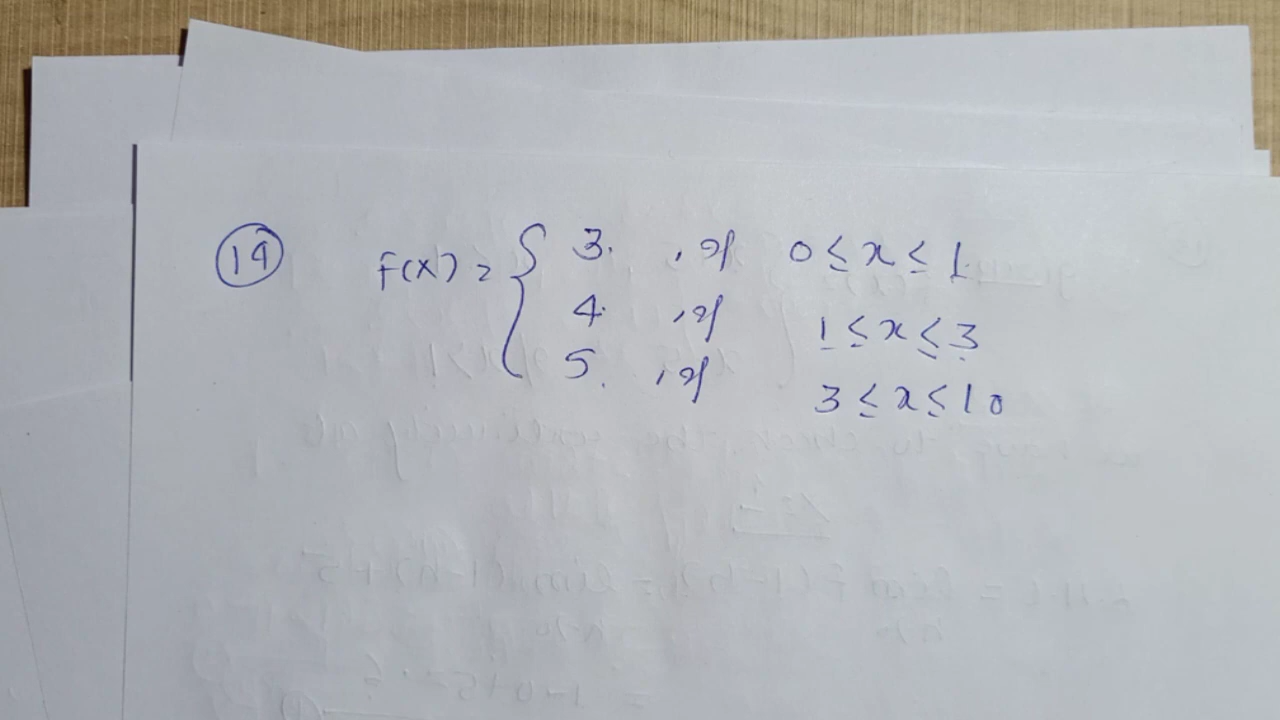 14 f(x) = { 3. , if 0 ≤ x ≤ 1
4. , if 1 ≤ x ≤ 3
5. , if 3 ≤ x ≤ 10